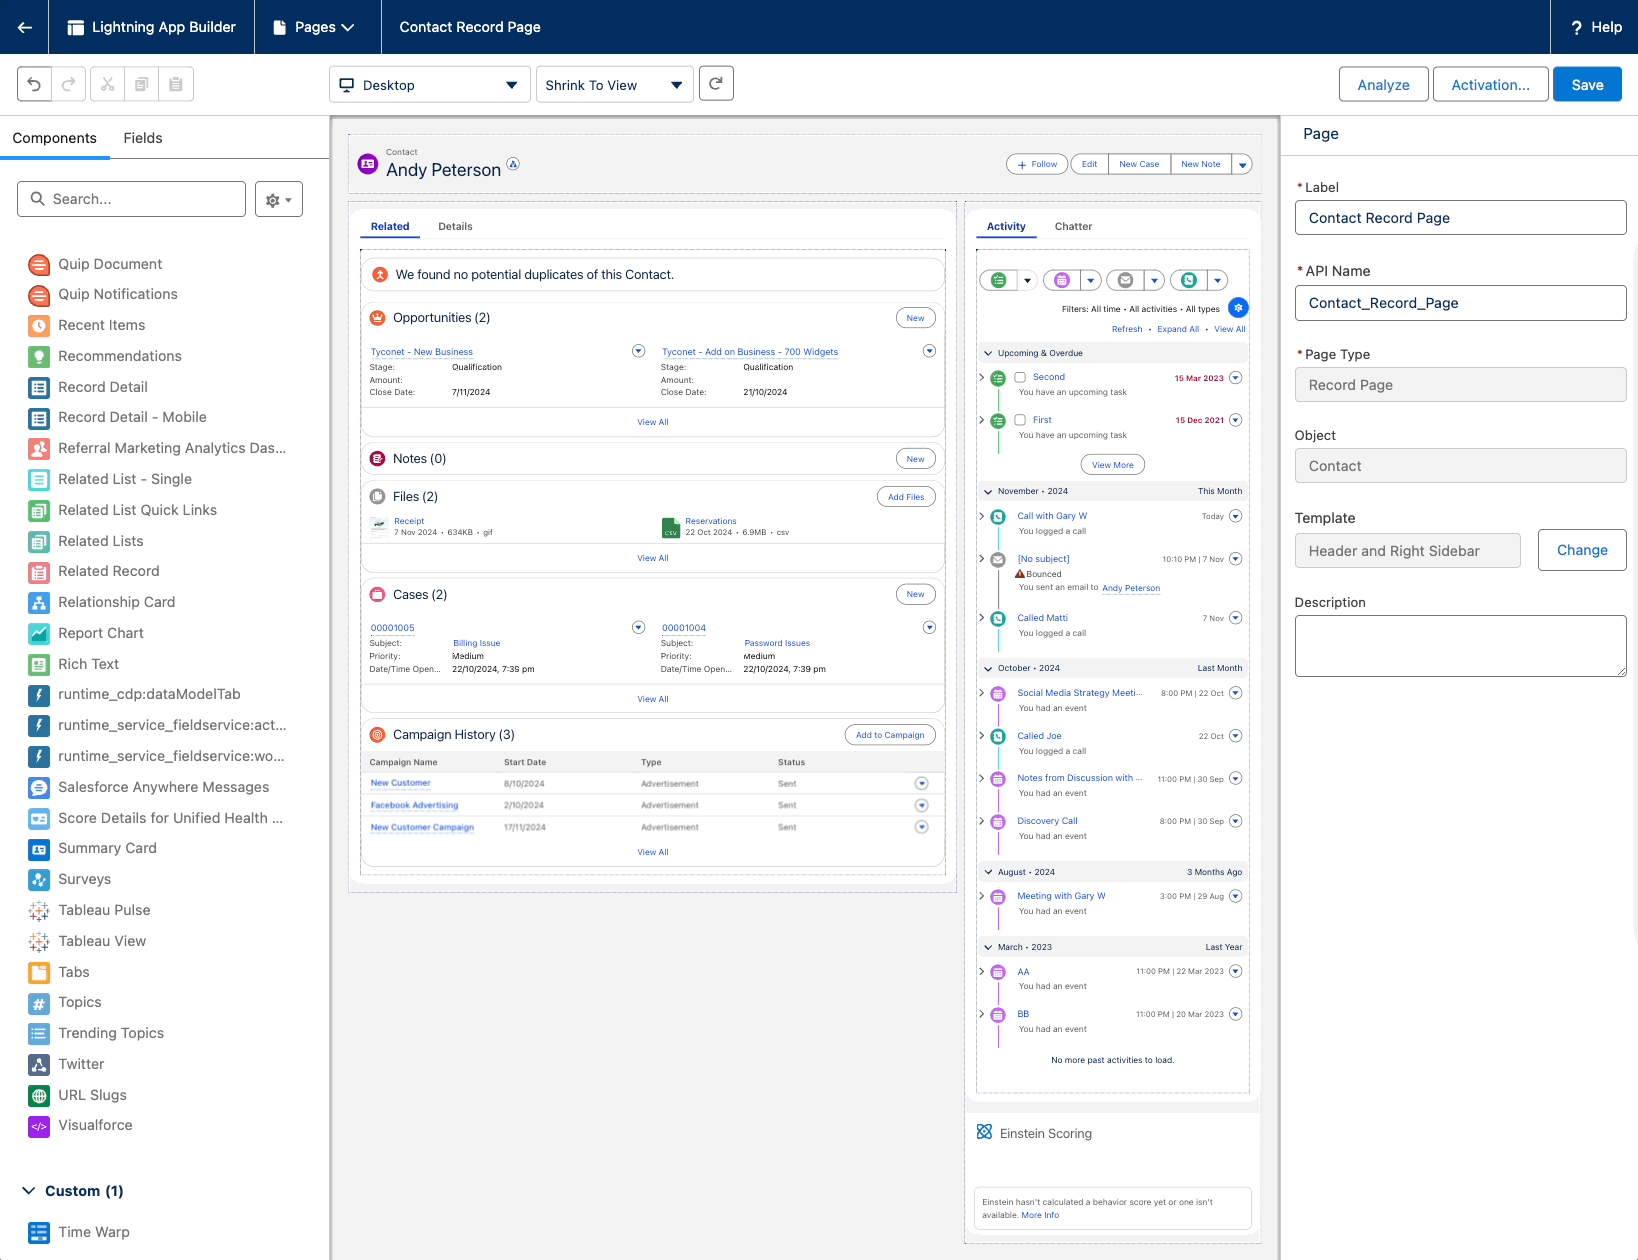 Lightning App Builder
Pages
Contact Record Page
? Help
Desktop
Shrink To View
Analyze
Activation...
Save
Components
Fields
Search...
Quip Document
Quip Notifications
Recent Items
Recommendations
Record Detail
Record Detail - Mobile
Referral Marketing Analytics Das...
Related List - Single
Related List Quick Links
Related Lists
Related Record
Relationship Card
Report Chart
Rich Text
runtime_cdp:dataModelTab
runtime_service_fieldservice:act...
runtime_service_fieldservice:wo...
Salesforce Anywhere Messages
Score Details for Unified Health ...
Summary Card
Surveys
Tableau Pulse
Tableau View
Tabs
Topics
Trending Topics
Twitter
URL Slugs
Visualforce
Custom (1)
Time Warp
Contact
Andy Peterson
+ Follow
Edit
New Case
New Note
Related
Details
We found no potential duplicates of this Contact.
Opportunities (2)
New
Tyconet - New Business
Stage: Qualification
Amount:
Close Date: 7/11/2024
Tyconet - Add on Business - 700 Widgets
Stage: Qualification
Amount:
Close Date: 21/10/2024
View All
Notes (0)
New
Files (2)
Add Files
Receipt
7 Nov 2024 • 634KB • gif
CSV
Reservations
22 Oct 2024 • 6.9MB • csv
View All
Cases (2)
New
00001005
Subject: Billing Issue
Priority: Medium
Date/Time Open... 22/10/2024, 7:39 pm
00001004
Subject: Password Issues
Priority: Medium
Date/Time Open... 22/10/2024, 7:39 pm
View All
Campaign History (3)
Add to Campaign
Campaign Name Start Date Type Status
New Customer 8/10/2024 Advertisement Sent
Facebook Advertising 2/10/2024 Advertisement Sent
New Customer Campaign 17/11/2024 Advertisement Sent
View All
Activity
Chatter
Filters: All time • All activities • All types
Refresh • Expand All • View All
Upcoming & Overdue
Second 15 Mar 2023
You have an upcoming task
First 15 Dec 2021
You have an upcoming task
View More
November • 2024 This Month
Call with Gary W Today
You logged a call
[No subject] 10:10 PM | 7 Nov
Bounced
You sent an email to Andy Peterson
Called Matti 7 Nov
You logged a call
October • 2024 Last Month
Social Media Strategy Meeti... 8:00 PM | 22 Oct
You had an event
Called Joe 22 Oct
You logged a call
Notes from Discussion with ... 11:00 PM | 30 Sep
You had an event
Discovery Call 8:00 PM | 30 Sep
You had an event
August • 2024 3 Months Ago
Meeting with Gary W 3:00 PM | 29 Aug
You had an event
March • 2023 Last Year
AA 11:00 PM | 22 Mar 2023
You had an event
BB 11:00 PM | 20 Mar 2023
You had an event
No more past activities to load.
Einstein Scoring
Einstein hasn't calculated a behavior score yet or one isn't
available. More Info
Page
* Label
Contact Record Page
* API Name
Contact_Record_Page
* Page Type
Record Page
Object
Contact
Template
Header and Right Sidebar
Change
Description